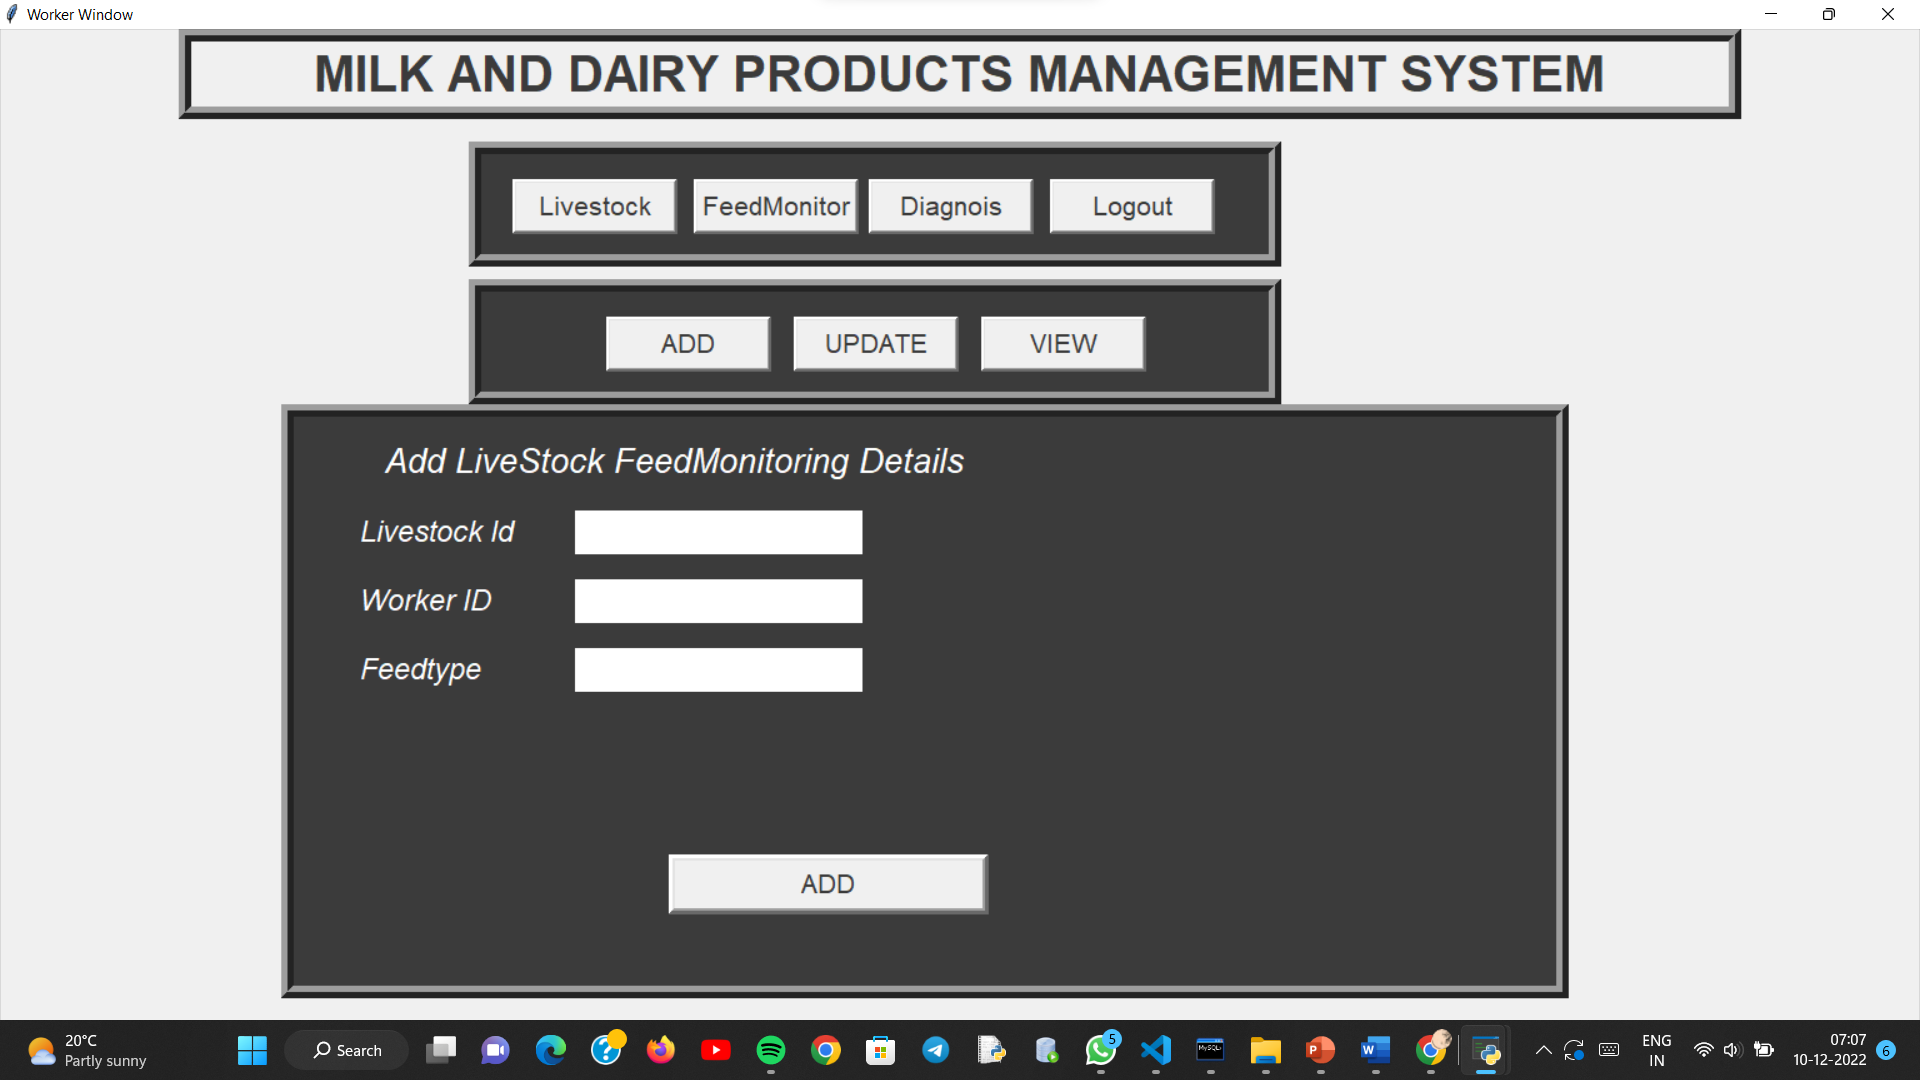 Worker Window
MILK AND DAIRY PRODUCTS MANAGEMENT SYSTEM
Livestock FeedMonitor Diagnois Logout
ADD UPDATE VIEW
Add LiveStock FeedMonitoring Details
Livestock Id
Worker ID
Feedtype
ADD
20°C
Partly sunny
Search
5
MySQL
ENG
IN
07:07
10-12-2022
6